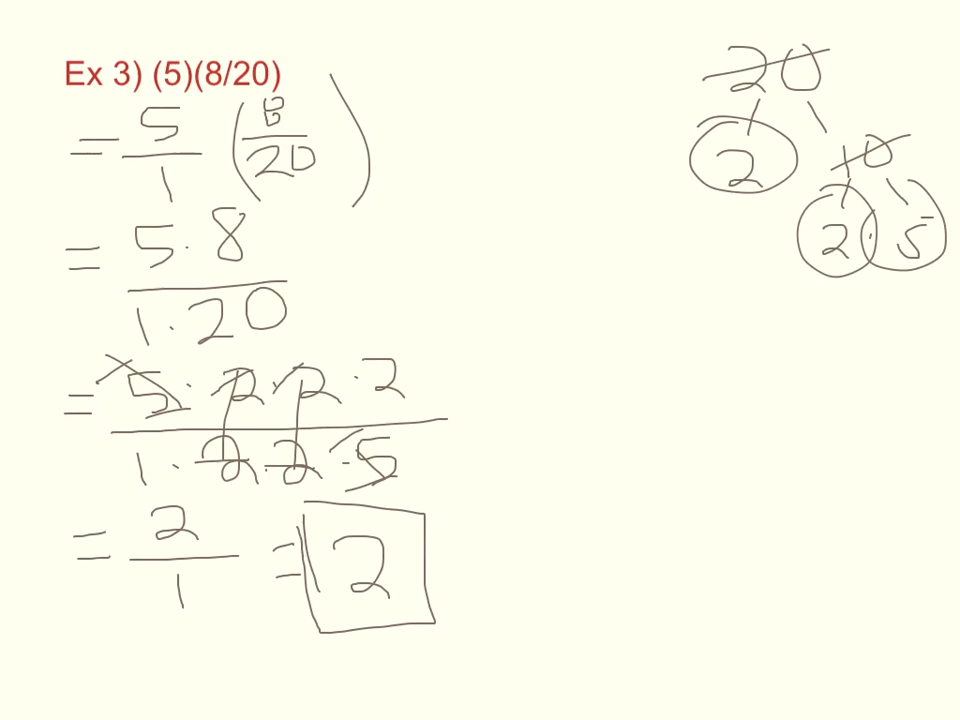 Ex 3) (5)(8/20)
= 5/1 (8/20)
= 5 · 8 / 1 · 20
= 5 · 2 · 2 · 2 / 1 · 2 · 2 · 5
= 2/1 = 2
20
2 10
2 · 5